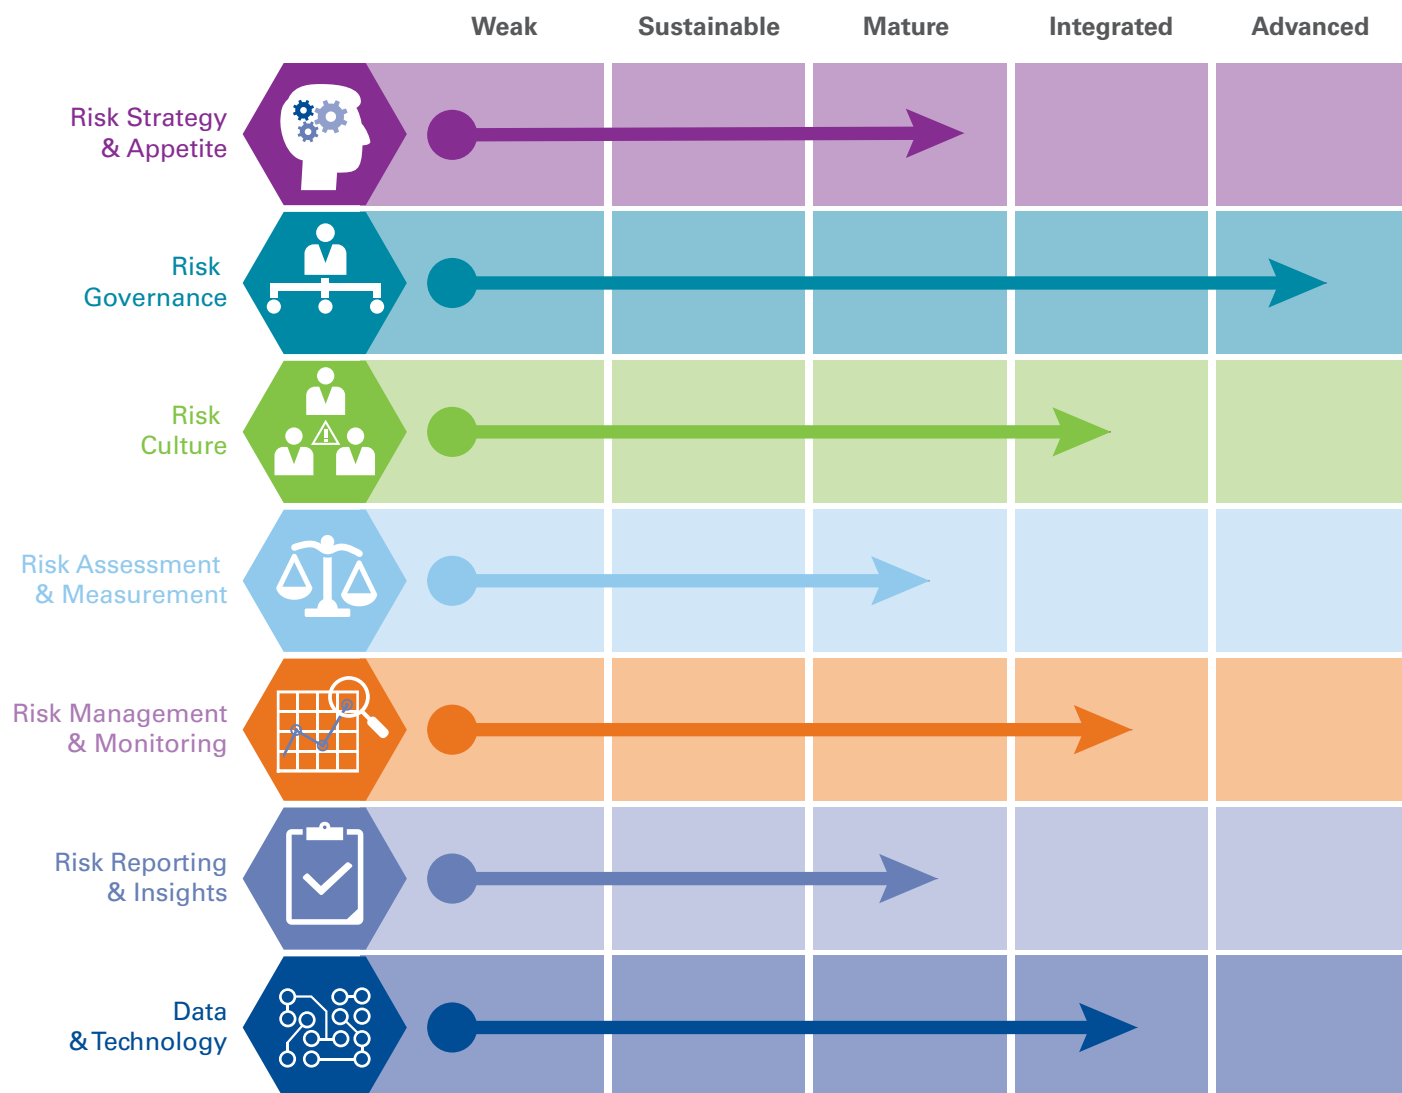 Weak Sustainable Mature Integrated Advanced
Risk Strategy
& Appetite
Risk
Governance
Risk
Culture
Risk Assessment
& Measurement
Risk Management
& Monitoring
Risk Reporting
& Insights
Data
& Technology